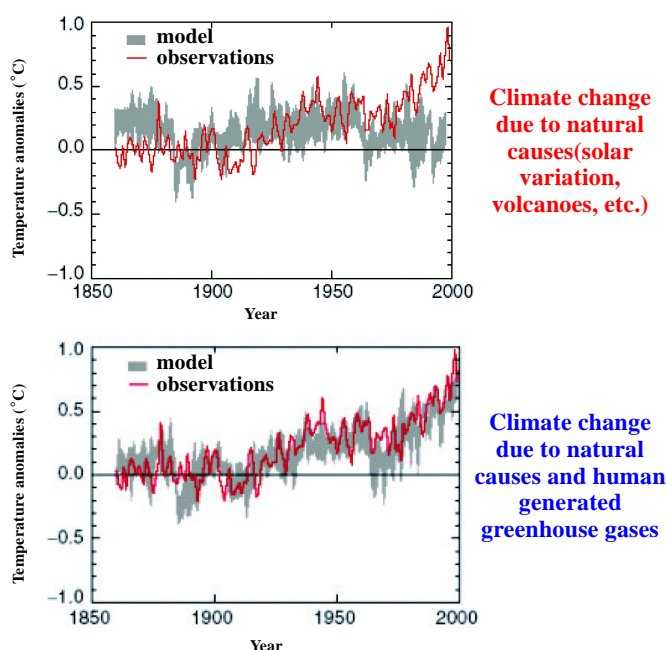 model
observations
Temperature anomalies (°C)
1.0
0.5
0.0
−0.5
−1.0
1850
1900
1950
2000
Year
Climate change
due to natural
causes(solar
variation,
volcanoes, etc.)
model
observations
Temperature anomalies (°C)
1.0
0.5
0.0
−0.5
−1.0
1850
1900
1950
2000
Year
Climate change
due to natural
causes and human
generated
greenhouse gases